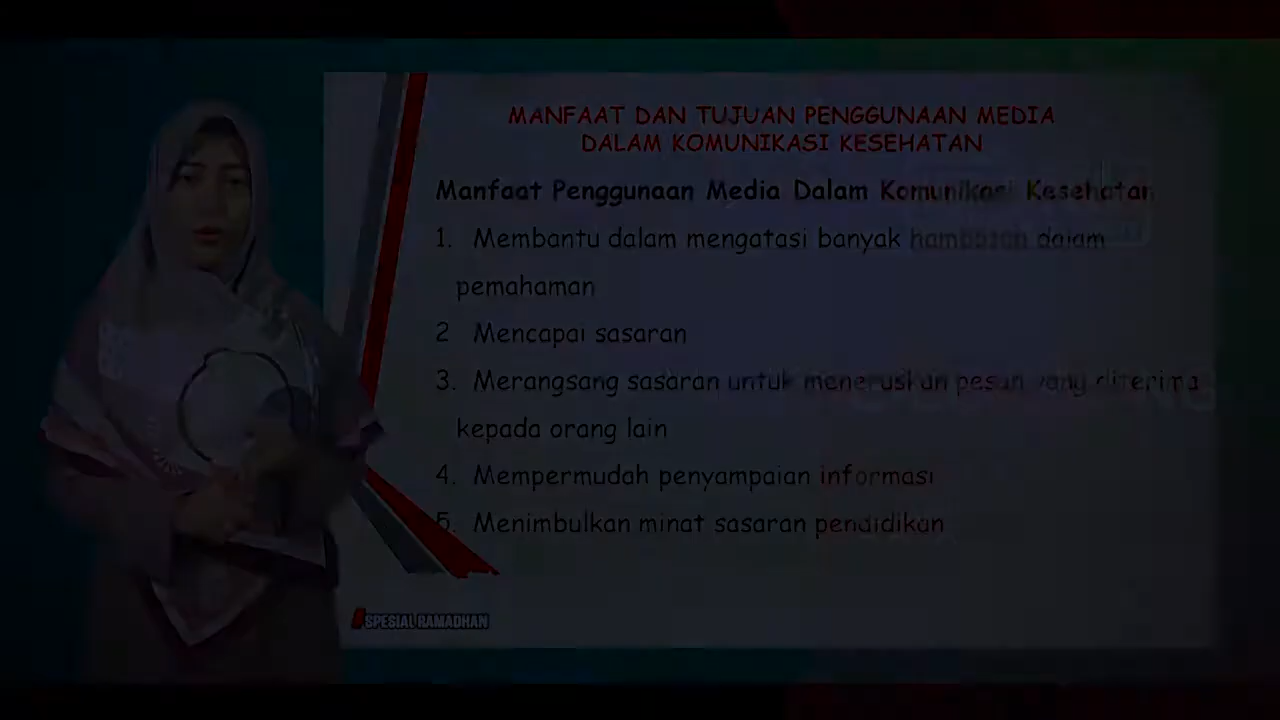 MANFAAT DAN TUJUAN PENGGUNAAN MEDIA
DALAM KOMUNIKASI KESEHATAN
Manfaat Penggunaan Media Dalam Komunikasi Kesehatan
1. Membantu dalam mengatasi banyak hambatan dalam
pemahaman
2 Mencapai sasaran
3. Merangsang sasaran untuk meneruskan pesan yang diterima
kepada orang lain
4. Mempermudah penyampaian informasi
5. Menimbulkan minat sasaran pendidikan
#SPESIAL RAMADHAN